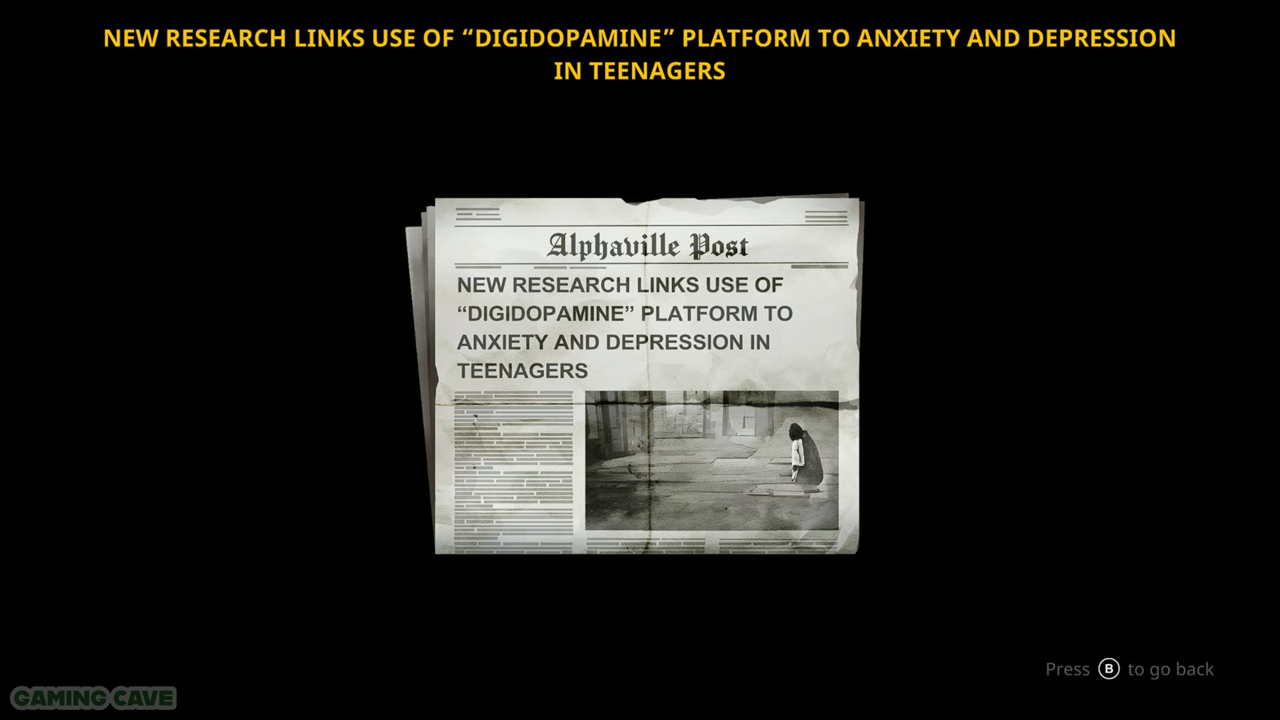 NEW RESEARCH LINKS USE OF “DIGIDOPAMINE” PLATFORM TO ANXIETY AND DEPRESSION
IN TEENAGERS
Alphaville Post
NEW RESEARCH LINKS USE OF
“DIGIDOPAMINE” PLATFORM TO
ANXIETY AND DEPRESSION IN
TEENAGERS
Press B to go back
GAMING CAVE